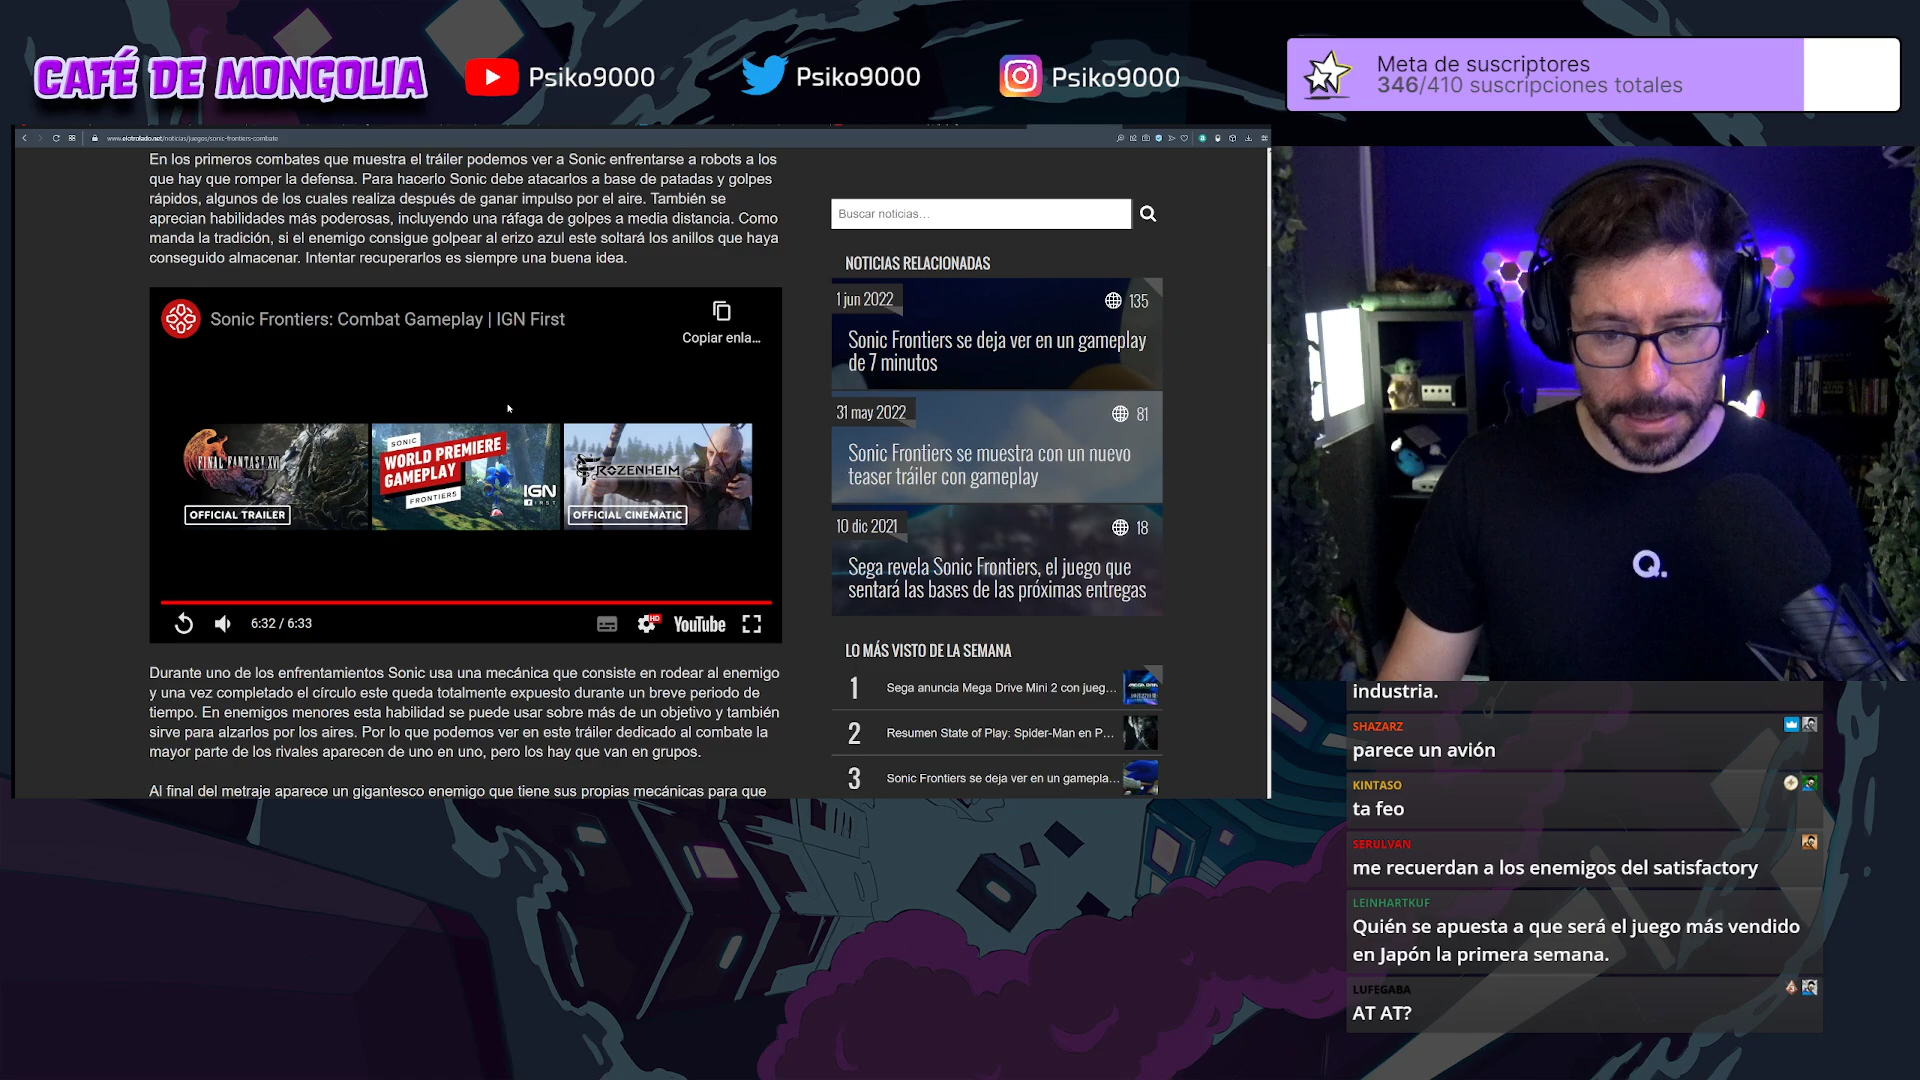 CAFÉ DE MONGOLIA
Psiko9000
Psiko9000
Psiko9000
Meta de suscriptores
346/410 suscripciones totales
www.elotrolado.net/noticias/juegos/sonic-frontiers-combate
En los primeros combates que muestra el tráiler podemos ver a Sonic enfrentarse a robots a los
que hay que romper la defensa. Para hacerlo Sonic debe atacarlos a base de patadas y golpes
rápidos, algunos de los cuales realiza después de ganar impulso por el aire. También se
aprecian habilidades más poderosas, incluyendo una ráfaga de golpes a media distancia. Como
manda la tradición, si el enemigo consigue golpear al erizo azul este soltará los anillos que haya
conseguido almacenar. Intentar recuperarlos es siempre una buena idea.
Sonic Frontiers: Combat Gameplay | IGN First
Copiar enla...
FINAL FANTASY XVI
OFFICIAL TRAILER
SONIC
WORLD PREMIERE
GAMEPLAY
FRONTIERS
IGN
FIRST
FROZENHEIM
OFFICIAL CINEMATIC
6:32 / 6:33
HD
YouTube
Durante uno de los enfrentamientos Sonic usa una mecánica que consiste en rodear al enemigo
y una vez completado el círculo este queda totalmente expuesto durante un breve periodo de
tiempo. En enemigos menores esta habilidad se puede usar sobre más de un objetivo y también
sirve para alzarlos por los aires. Por lo que podemos ver en este tráiler dedicado al combate la
mayor parte de los rivales aparecen de uno en uno, pero los hay que van en grupos.
Al final del metraje aparece un gigantesco enemigo que tiene sus propias mecánicas para que
Buscar noticias...
NOTICIAS RELACIONADAS
1 jun 2022
135
Sonic Frontiers se deja ver en un gameplay
de 7 minutos
31 may 2022
81
Sonic Frontiers se muestra con un nuevo
teaser tráiler con gameplay
10 dic 2021
18
Sega revela Sonic Frontiers, el juego que
sentará las bases de las próximas entregas
LO MÁS VISTO DE LA SEMANA
1
Sega anuncia Mega Drive Mini 2 con jueg...
2
Resumen State of Play: Spider-Man en P...
3
Sonic Frontiers se deja ver en un gamepla...
Q.
industria.
SHAZARZ
parece un avión
KINTASO
ta feo
SERULVAN
me recuerdan a los enemigos del satisfactory
LEINHARTKUF
Quién se apuesta a que será el juego más vendido
en Japón la primera semana.
LUFEGABA
AT AT?